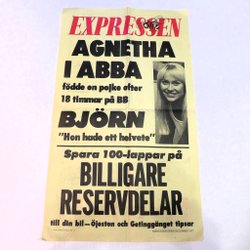 EXPRESSEN
AGNETHA
I ABBA
födde en pojke efter
18 timmar på BB
BJÖRN
"Hon hade ett helvete"
Spara 100-lappar på
BILLIGARE
RESERVDELAR
till din bil – Öjesten och Getinggänget tipsar